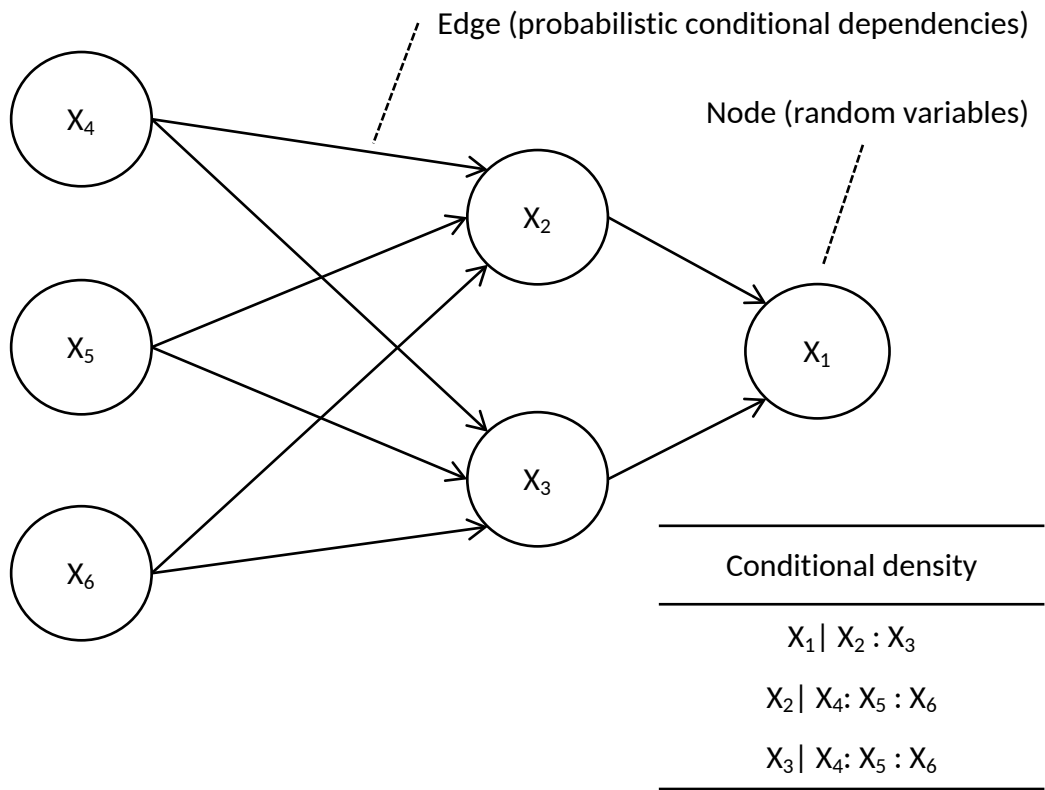 Edge (probabilistic conditional dependencies)
Node (random variables)
X₄
X₂
X₅
X₁
X₃
X₆
Conditional density
X₁| X₂ : X₃
X₂| X₄: X₅ : X₆
X₃| X₄: X₅ : X₆